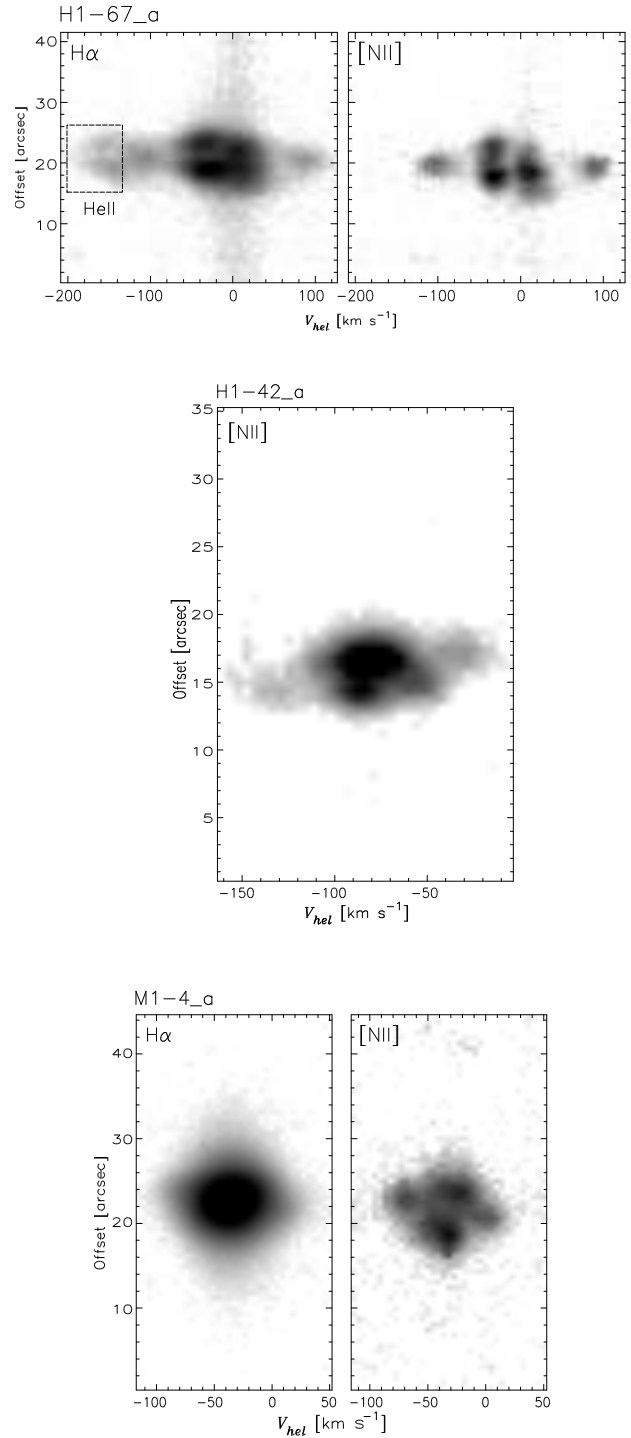 H1−67_a
Hα
[NII]
40
30
20
10
Offset [arcsec]
HeII
−200 −100 0 100 −200 −100 0 100
V_hel [km s⁻¹]
H1−42_a
[NII]
35
30
25
20
15
10
5
Offset [arcsec]
−150 −100 −50
V_hel [km s⁻¹]
M1−4_a
Hα
[NII]
40
30
20
10
Offset [arcsec]
−100 −50 0 50 −100 −50 0 50
V_hel [km s⁻¹]